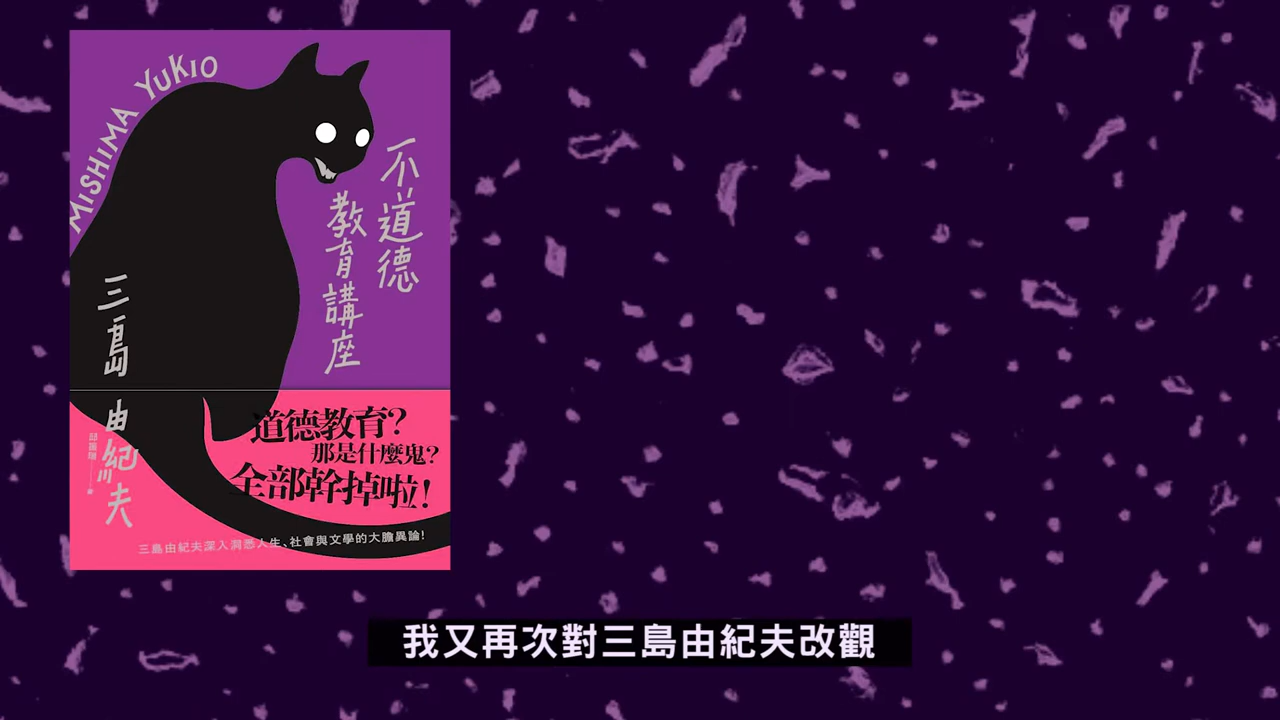 MISHIMA YUKIO
不道德
教育講座
三島由紀夫
道德教育？
那是什麼鬼？
全部幹掉啦！
三島由紀夫深入洞悉人生、社會與文學的大膽異論！
我又再次對三島由紀夫改觀